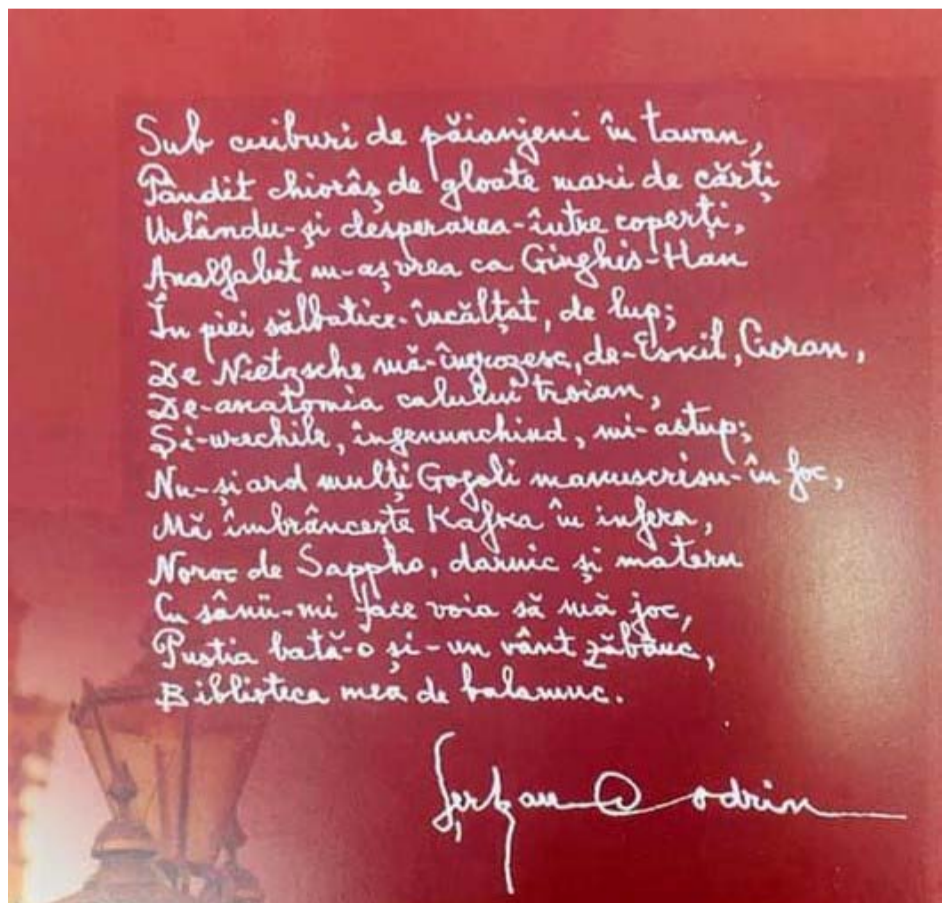 Sub cuiburi de păianjeni în tavan,
Pândit chiorâș de gloate mari de cărți
Urlându-și desperarea-între coperți,
Analfabet m-aș vrea ca Ginghis-Han
În piei sălbatice-încălțat, de lup;
De Nietzsche mă-îngrozesc, de-Eschil, Cioran,
De-anatomia calului troian,
Și-urechile, îngenunchind, mi-astup;
Nu-și ard mulți Gogoli manuscrisu-în foc,
Mă îmbrâncește Kafka în infern,
Noroc de Sappho, darnic și matern
Cu sânii-mi face voia să mă joc,
Pustia bată-o și-un vânt zăbăuc,
Biblioteca mea de balamuc.
Șerban Codrin